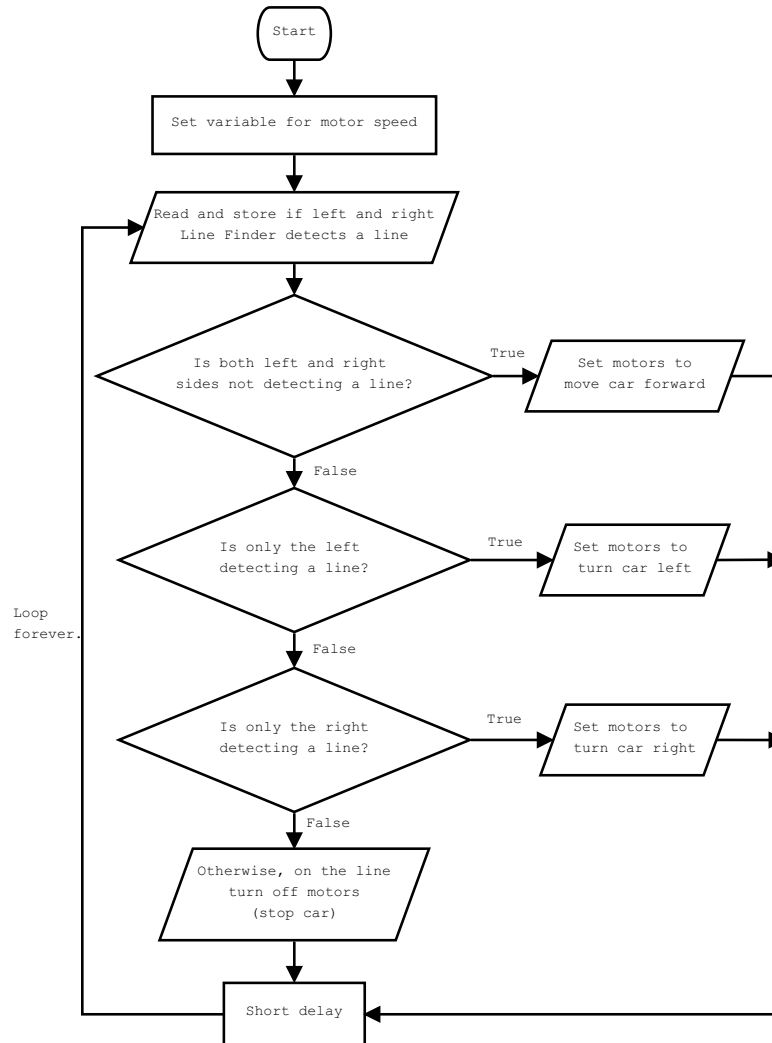 Start
Set variable for motor speed
Read and store if left and right
Line Finder detects a line
Is both left and right
sides not detecting a line?
True
Set motors to
move car forward
False
Is only the left
detecting a line?
True
Set motors to
turn car left
Loop
forever.
False
Is only the right
detecting a line?
True
Set motors to
turn car right
False
Otherwise, on the line
turn off motors
(stop car)
Short delay